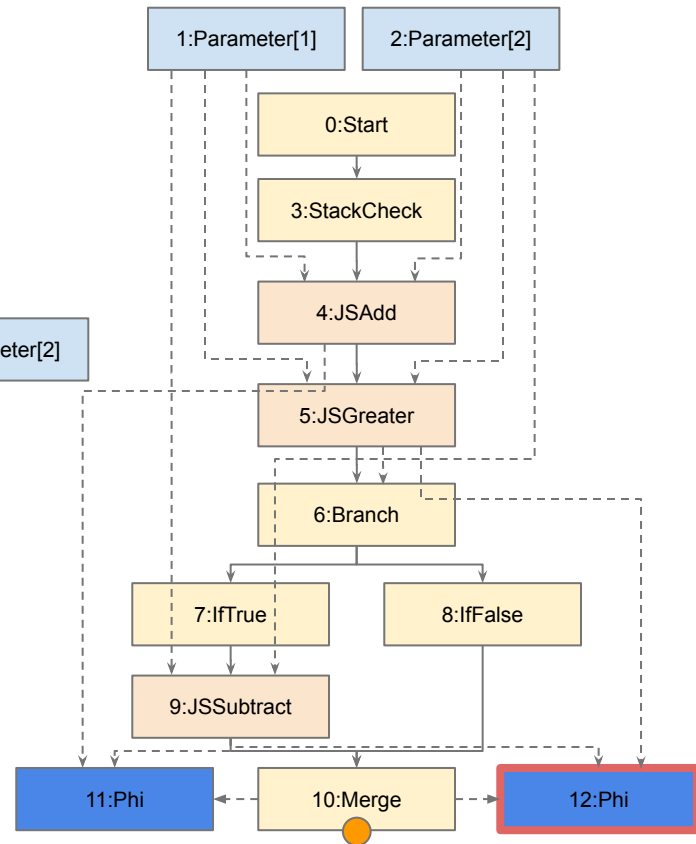 1:Parameter[1]
2:Parameter[2]
0:Start
3:StackCheck
4:JSAdd
eter[2]
5:JSGreater
6:Branch
7:IfTrue
8:IfFalse
9:JSSubtract
11:Phi
10:Merge
12:Phi